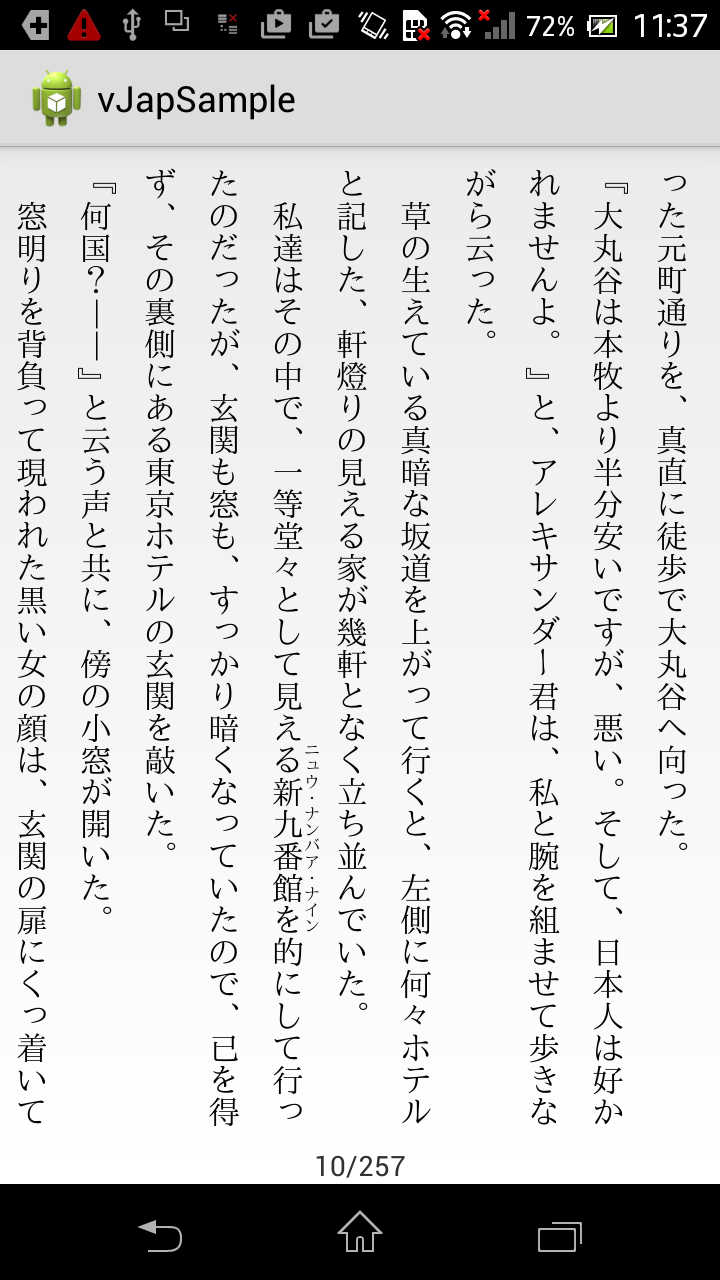 72% 11:37
vJapSample
った元町通りを、真直に徒歩で大丸谷へ向った。
『大丸谷は本牧より半分安いですが、悪い。そして、日本人は好か
れませんよ。』と、アレキサンダー君は、私と腕を組ませて歩きな
がら云った。
草の生えている真暗な坂道を上がって行くと、左側に何々ホテル
と記した、軒燈りの見える家が幾軒となく立ち並んでいた。
ニュウ・ナンバア・ナイン
私達はその中で、一等堂々として見える新九番館を的にして行っ
たのだったが、玄関も窓も、すっかり暗くなっていたので、已を得
ず、その裏側にある東京ホテルの玄関を敲いた。
『何国？――』と云う声と共に、傍の小窓が開いた。
窓明りを背負って現われた黒い女の顔は、玄関の扉にくっ着いて
10/257